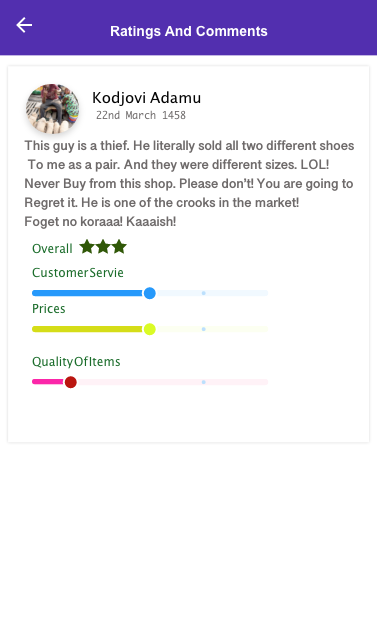 Ratings And Comments
Kodjovi Adamu
22nd March 1458
This guy is a thief. He literally sold all two different shoes
To me as a pair. And they were different sizes. LOL!
Never Buy from this shop. Please don't! You are going to
Regret it. He is one of the crooks in the market!
Foget no koraaa! Kaaaish!
Overall
CustomerServie
Prices
QualityOfItems